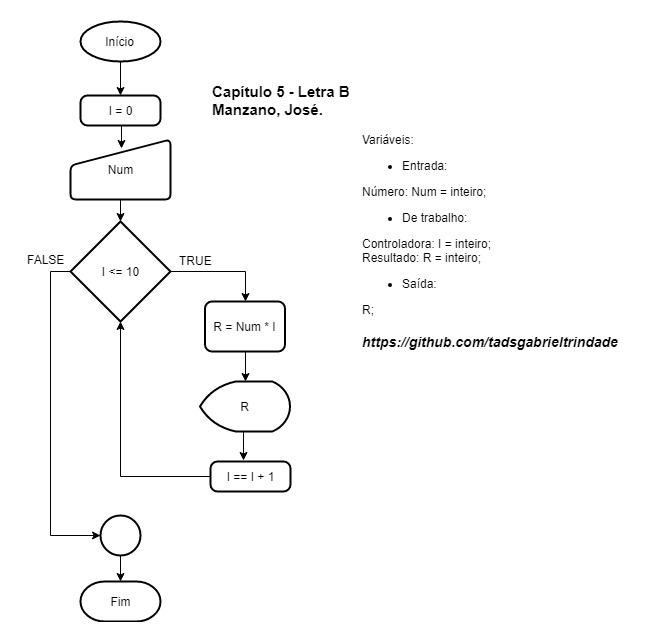 Início
I = 0
Capítulo 5 - Letra B
Manzano, José.
Num
Variáveis:
• Entrada:
Número: Num = inteiro;
• De trabalho:
Controladora: I = inteiro;
Resultado: R = inteiro;
• Saída:
R;
https://github.com/tadsgabrieltrindade
FALSE
I <= 10
TRUE
R = Num * I
R
I == I + 1
Fim